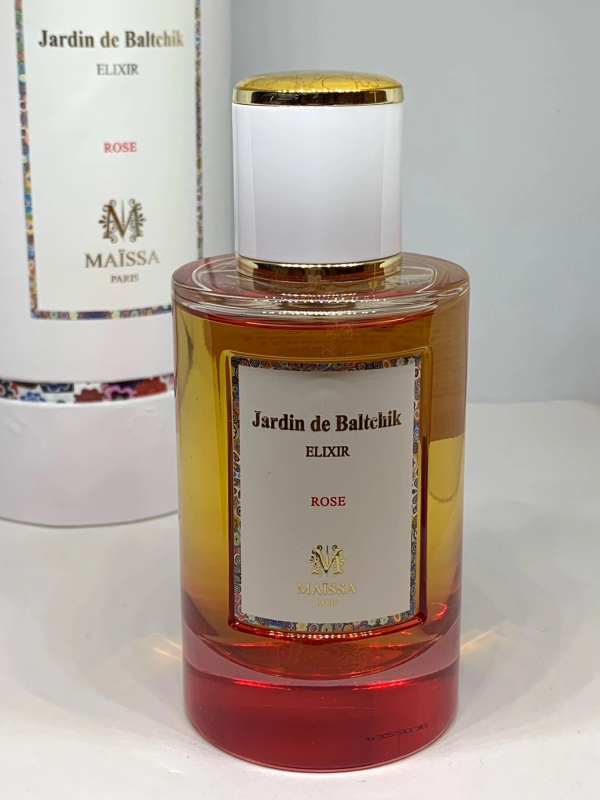 Jardin de Baltchik
ELIXIR
ROSE
M
MAÏSSA
PARIS
Jardin de Baltchik
ELIXIR
ROSE
M
MAÏSSA
PARIS